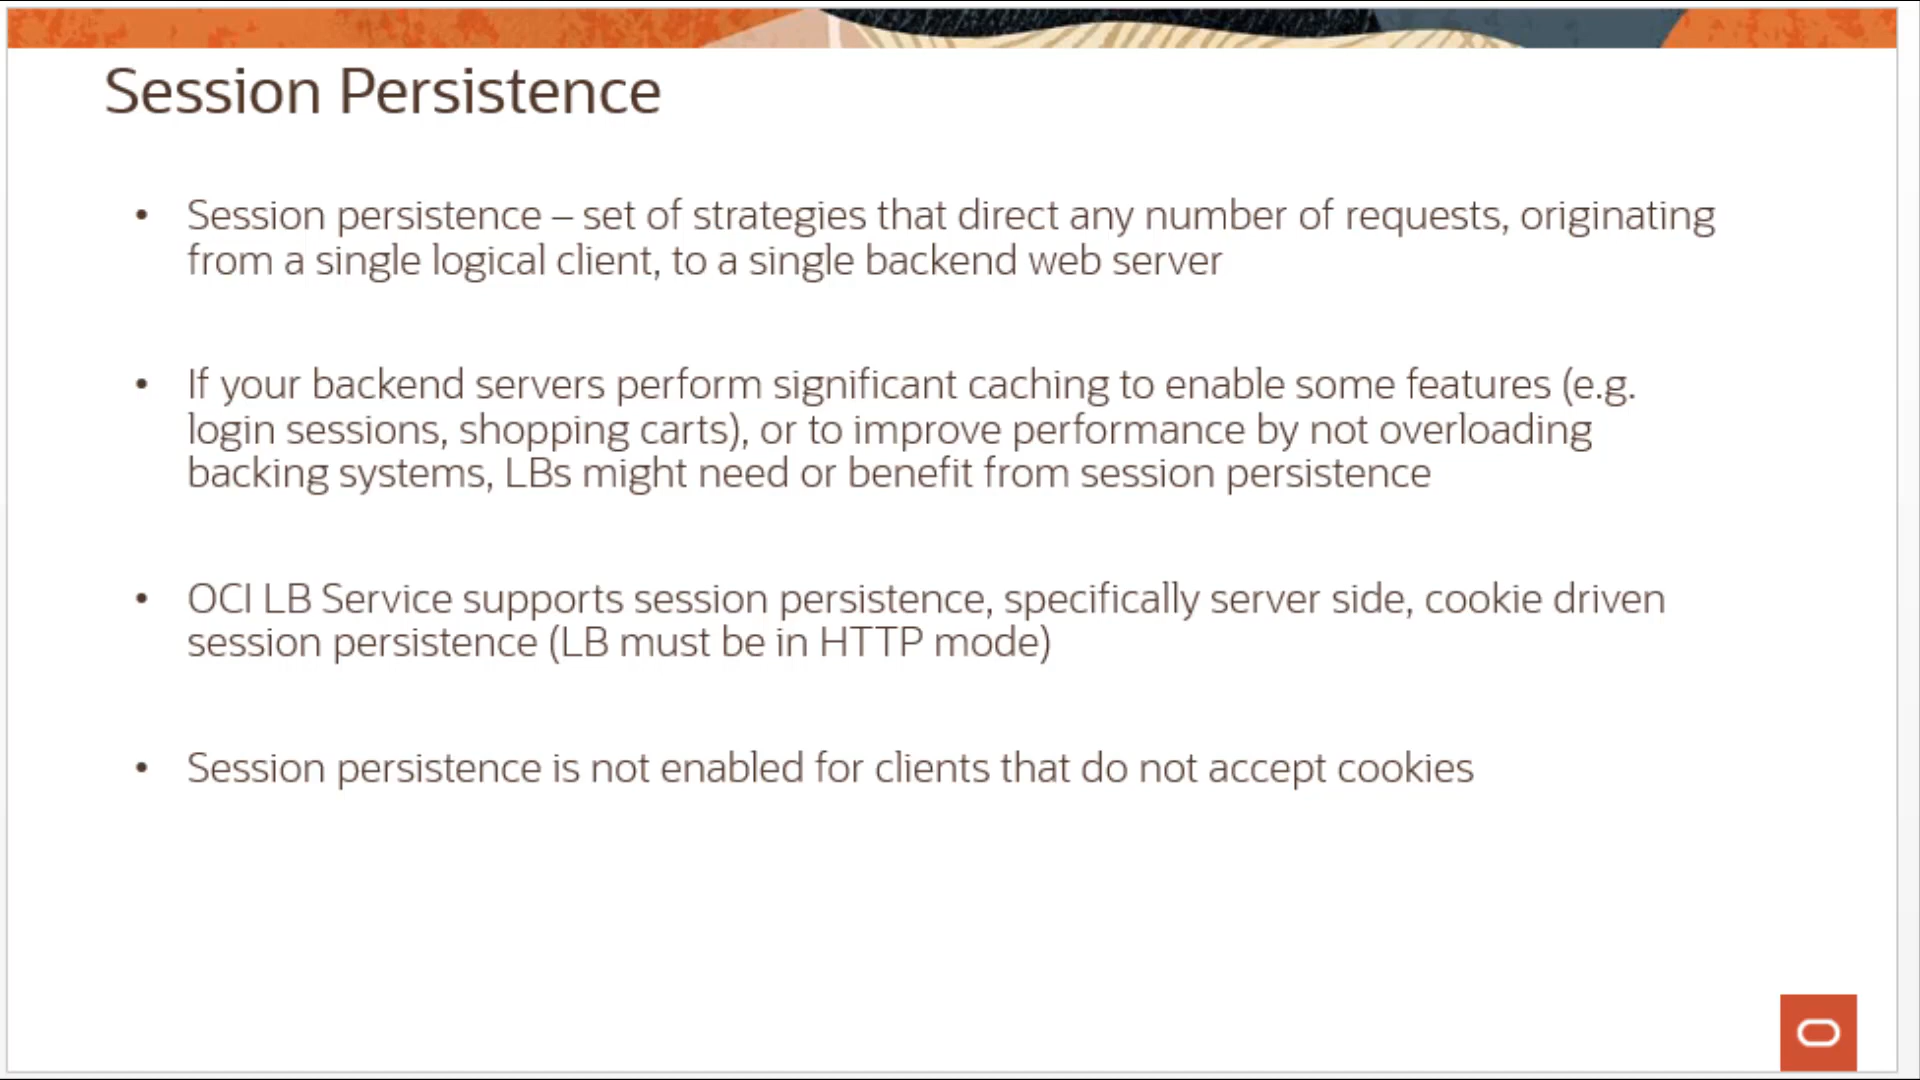 Session Persistence
• Session persistence – set of strategies that direct any number of requests, originating
from a single logical client, to a single backend web server
• If your backend servers perform significant caching to enable some features (e.g.
login sessions, shopping carts), or to improve performance by not overloading
backing systems, LBs might need or benefit from session persistence
• OCI LB Service supports session persistence, specifically server side, cookie driven
session persistence (LB must be in HTTP mode)
• Session persistence is not enabled for clients that do not accept cookies